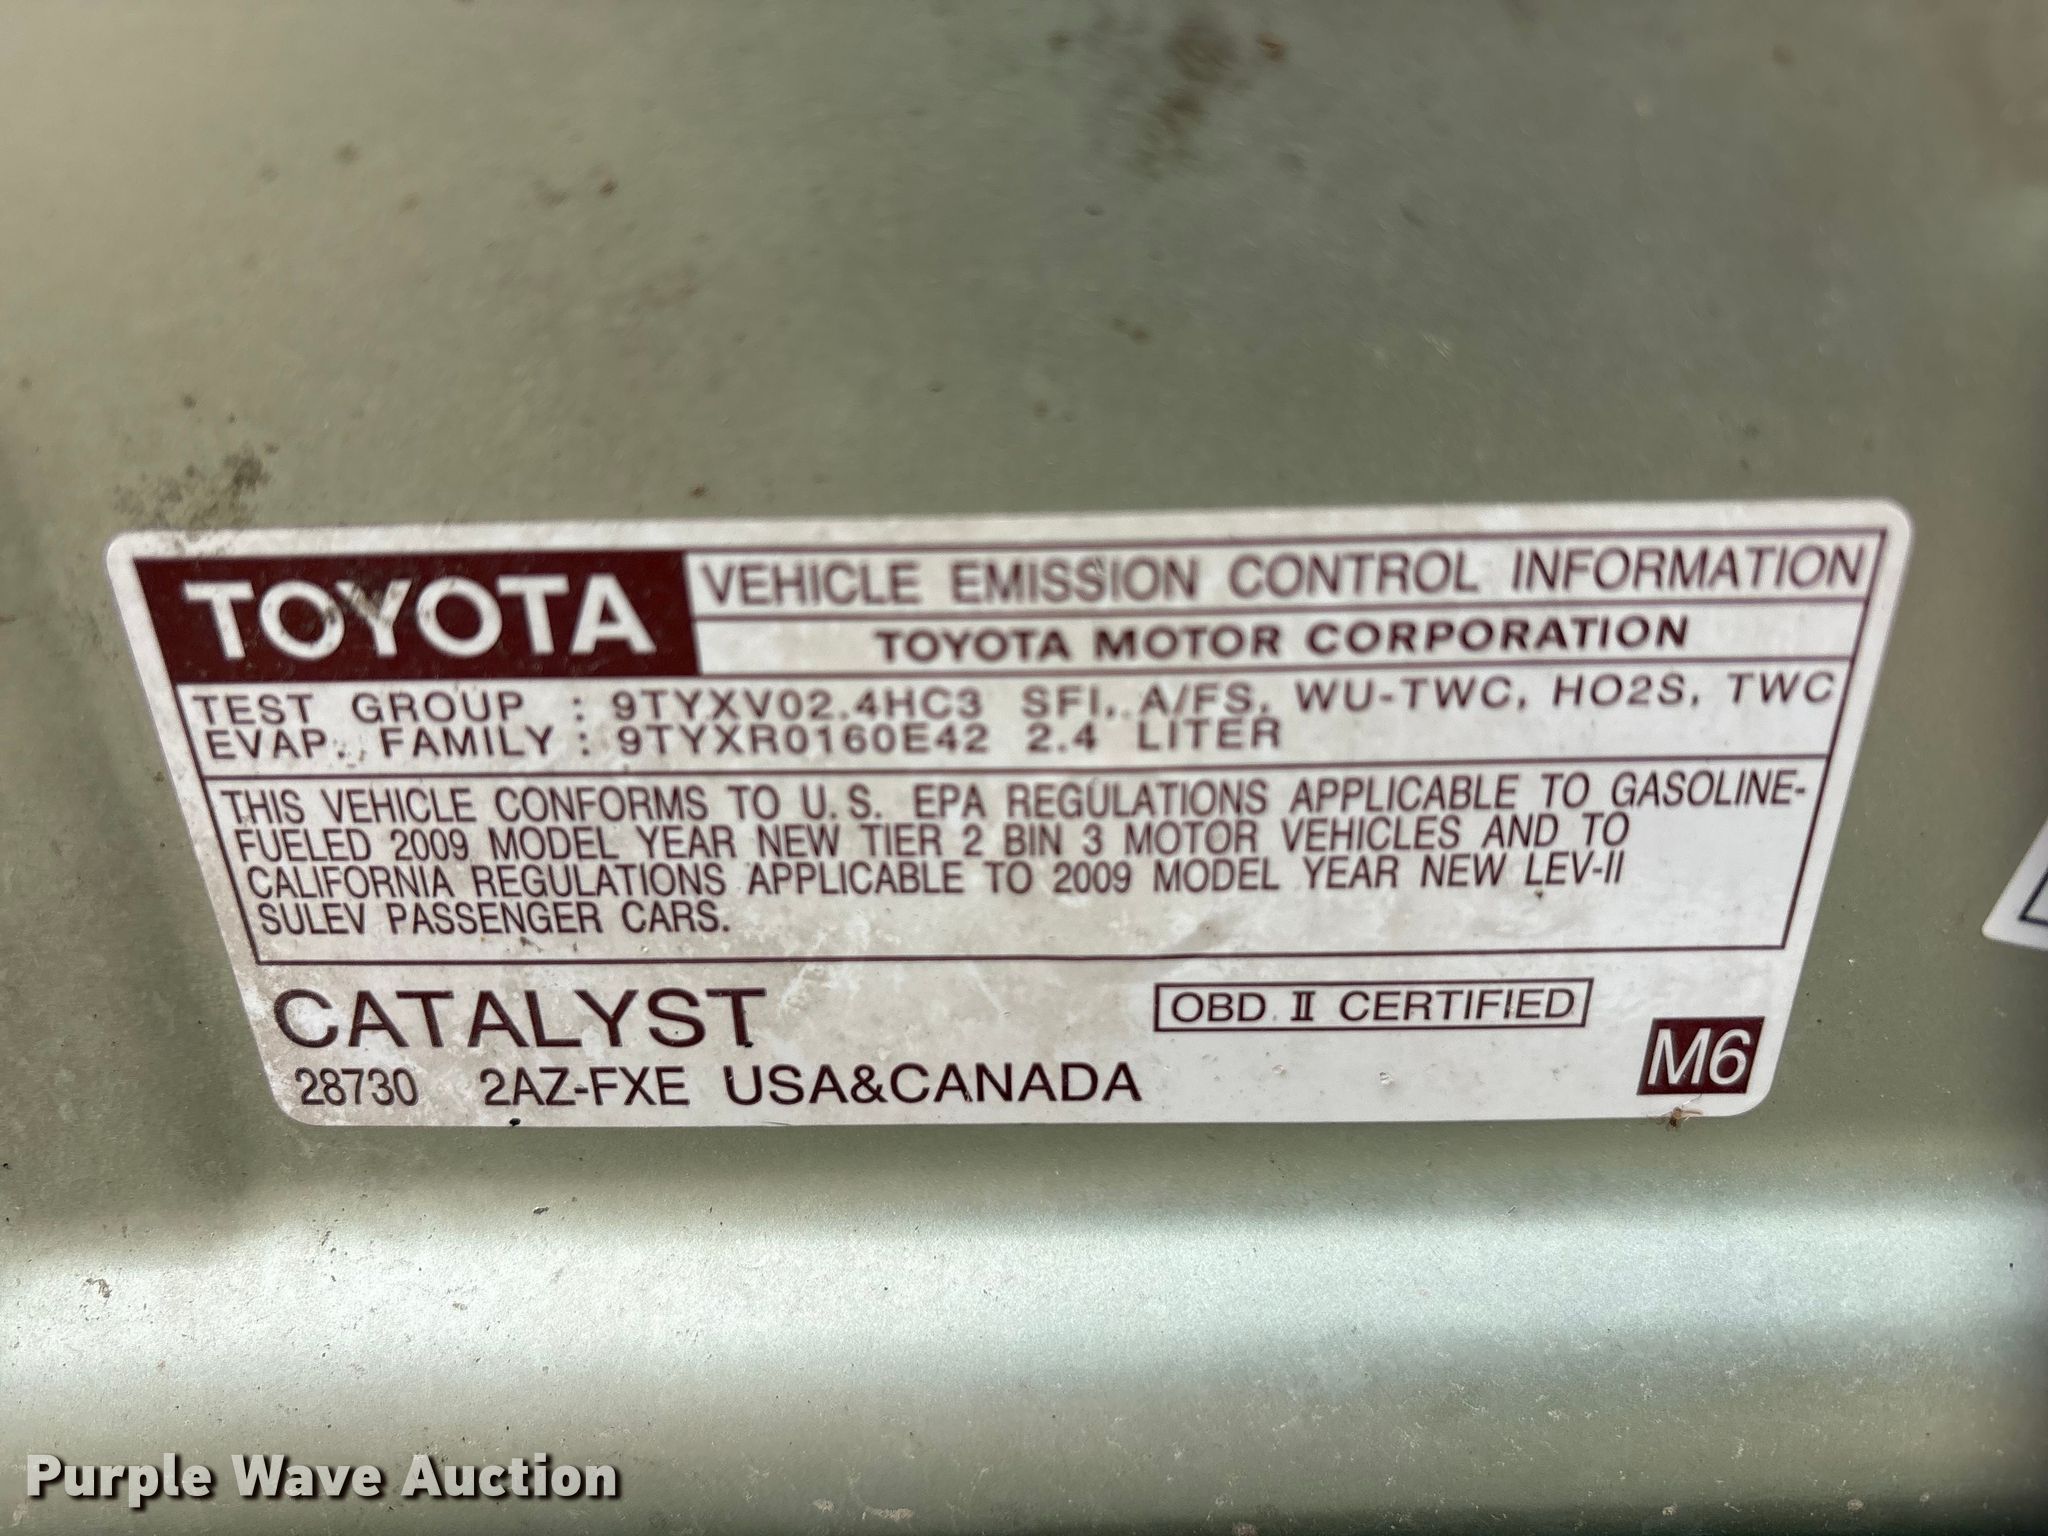 TOYOTA VEHICLE EMISSION CONTROL INFORMATION
TOYOTA MOTOR CORPORATION
TEST GROUP : 9TYXV02.4HC3 SFI, A/FS, WU-TWC, HO2S, TWC
EVAP. FAMILY : 9TYXR0160E42 2.4 LITER
THIS VEHICLE CONFORMS TO U.S. EPA REGULATIONS APPLICABLE TO GASOLINE-
FUELED 2009 MODEL YEAR NEW TIER 2 BIN 3 MOTOR VEHICLES AND TO
CALIFORNIA REGULATIONS APPLICABLE TO 2009 MODEL YEAR NEW LEV-II
SULEV PASSENGER CARS.
CATALYST
OBD II CERTIFIED
28730 2AZ-FXE USA&CANADA
M6
Purple Wave Auction